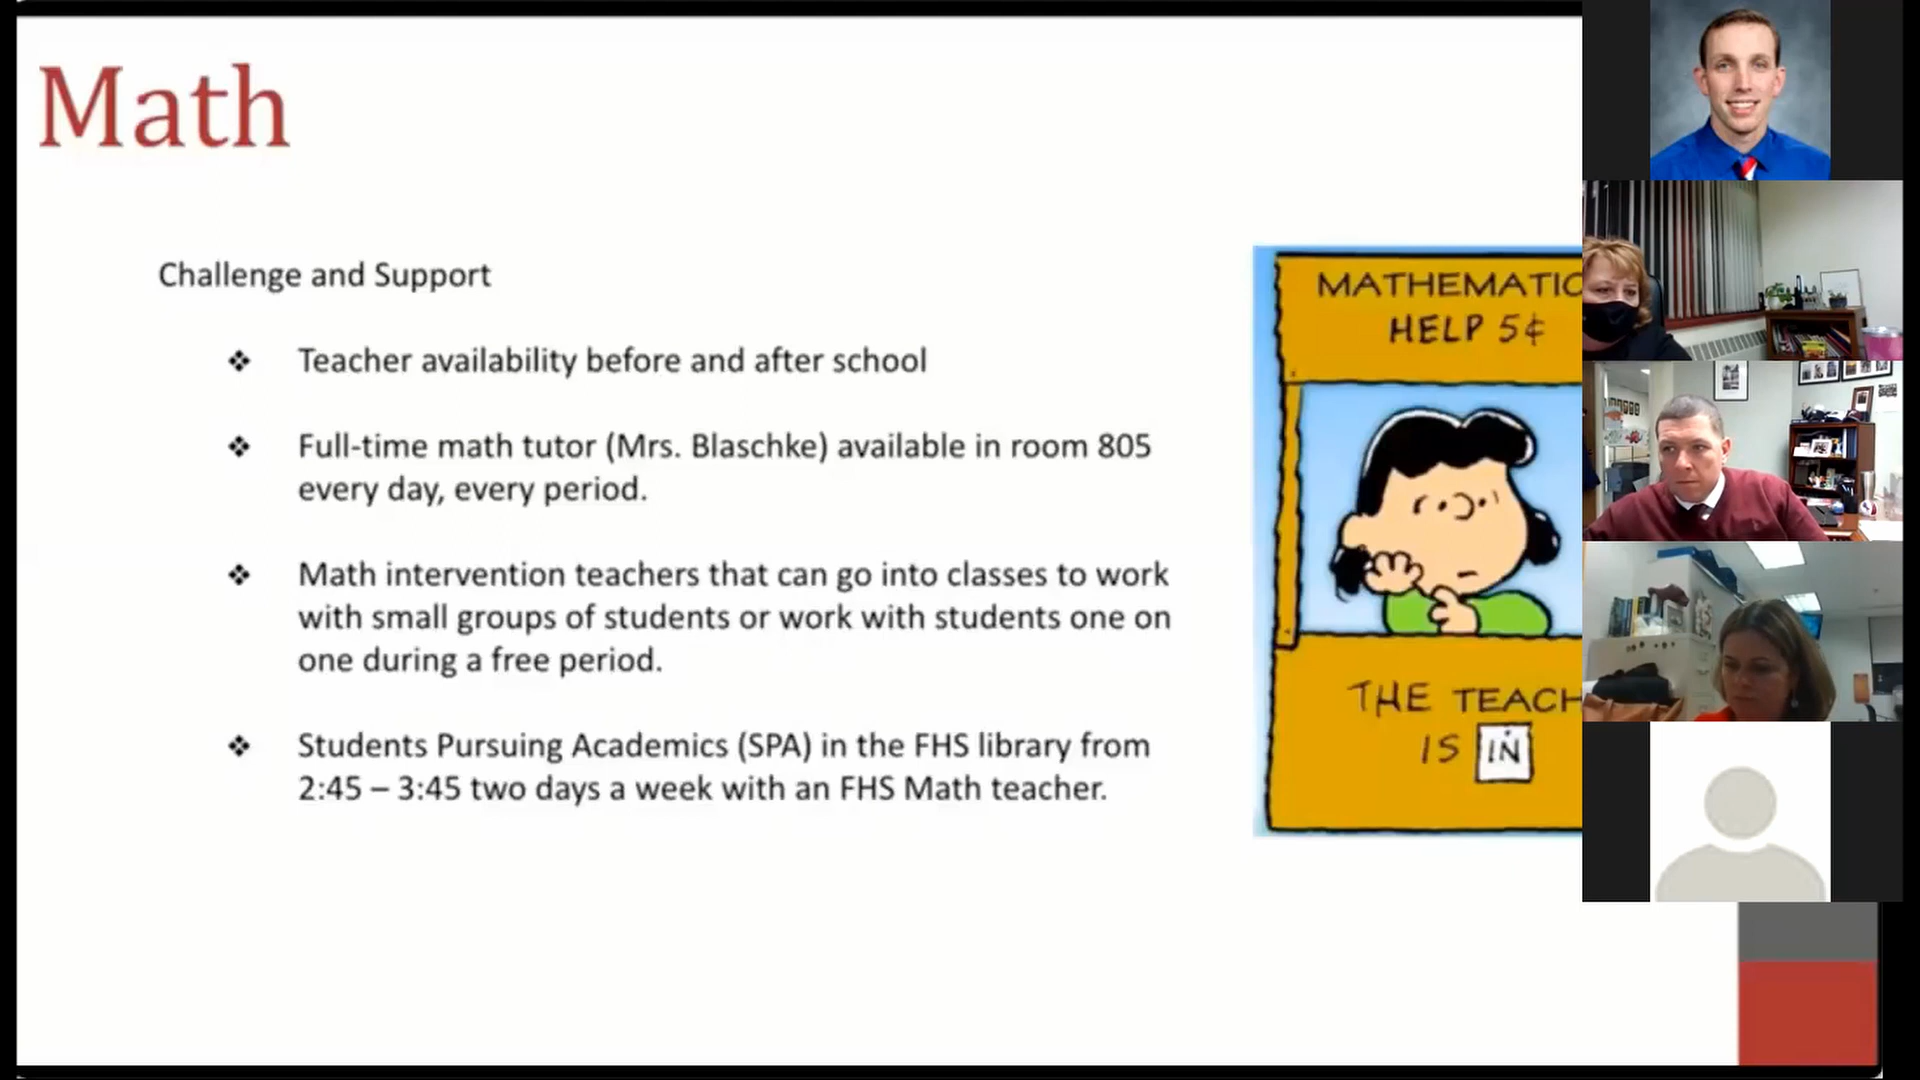 Math
Challenge and Support
❖ Teacher availability before and after school
❖ Full-time math tutor (Mrs. Blaschke) available in room 805
every day, every period.
❖ Math intervention teachers that can go into classes to work
with small groups of students or work with students one on
one during a free period.
❖ Students Pursuing Academics (SPA) in the FHS library from
2:45 – 3:45 two days a week with an FHS Math teacher.
MATHEMATIC
HELP 5¢
THE TEACH
IS IN